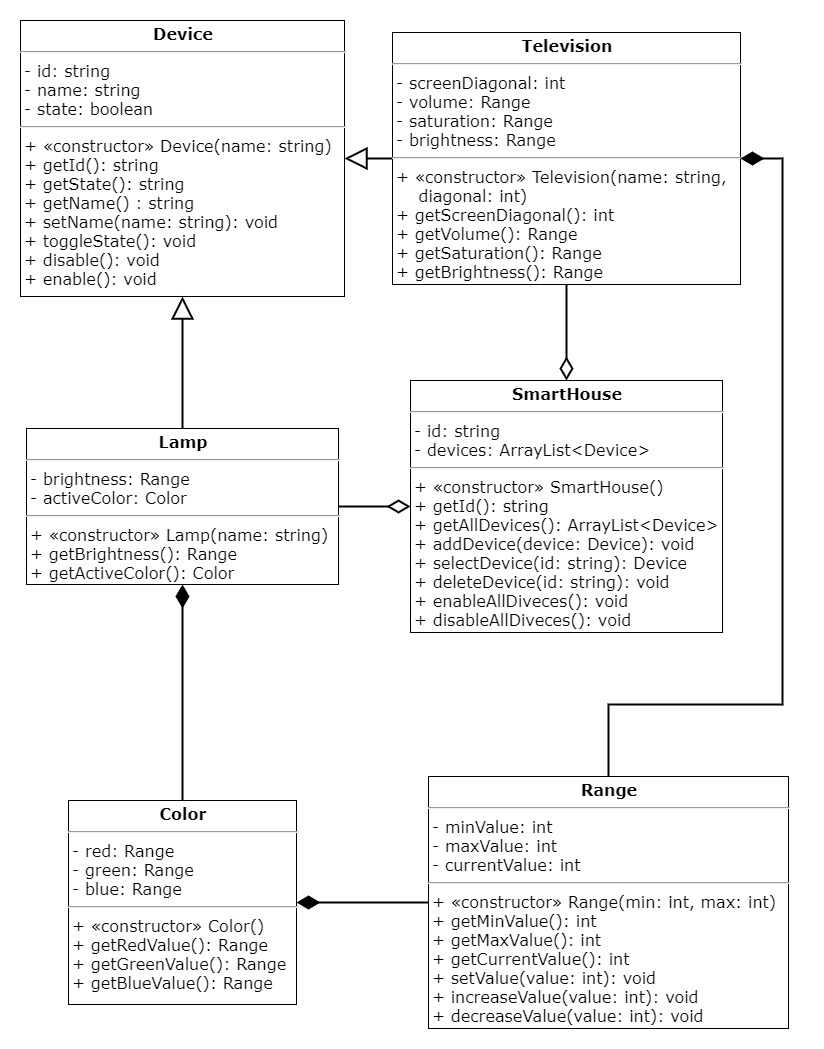 Device
- id: string
- name: string
- state: boolean
+ «constructor» Device(name: string)
+ getId(): string
+ getState(): string
+ getName() : string
+ setName(name: string): void
+ toggleState(): void
+ disable(): void
+ enable(): void
Television
- screenDiagonal: int
- volume: Range
- saturation: Range
- brightness: Range
+ «constructor» Television(name: string,
diagonal: int)
+ getScreenDiagonal(): int
+ getVolume(): Range
+ getSaturation(): Range
+ getBrightness(): Range
Lamp
- brightness: Range
- activeColor: Color
+ «constructor» Lamp(name: string)
+ getBrightness(): Range
+ getActiveColor(): Color
SmartHouse
- id: string
- devices: ArrayList<Device>
+ «constructor» SmartHouse()
+ getId(): string
+ getAllDevices(): ArrayList<Device>
+ addDevice(device: Device): void
+ selectDevice(id: string): Device
+ deleteDevice(id: string): void
+ enableAllDiveces(): void
+ disableAllDiveces(): void
Color
- red: Range
- green: Range
- blue: Range
+ «constructor» Color()
+ getRedValue(): Range
+ getGreenValue(): Range
+ getBlueValue(): Range
Range
- minValue: int
- maxValue: int
- currentValue: int
+ «constructor» Range(min: int, max: int)
+ getMinValue(): int
+ getMaxValue(): int
+ getCurrentValue(): int
+ setValue(value: int): void
+ increaseValue(value: int): void
+ decreaseValue(value: int): void